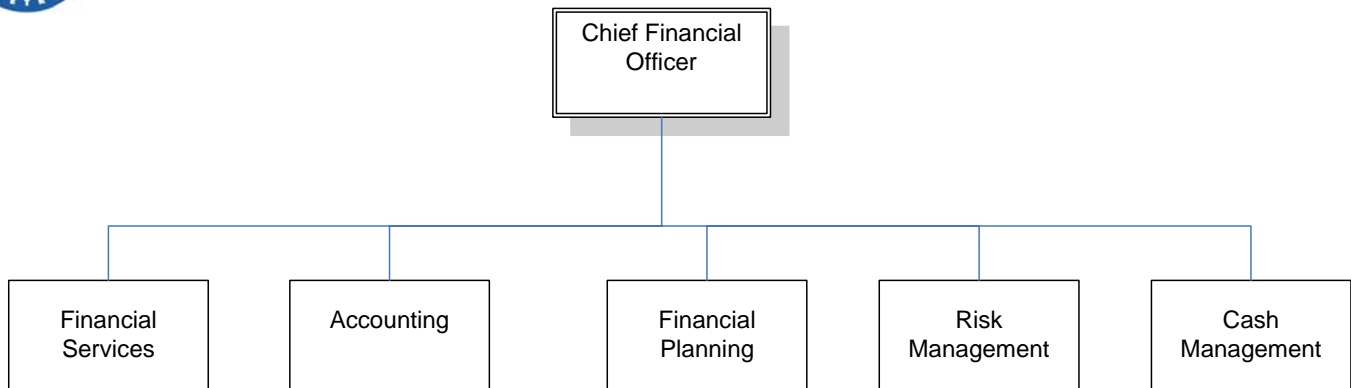 Chief Financial
Officer
Financial
Services
Accounting
Financial
Planning
Risk
Management
Cash
Management